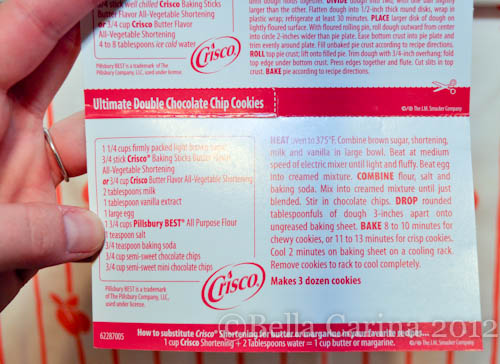 3/4 stick well chilled Crisco Baking Sticks
Butter Flavor All-Vegetable Shortening
or 3/4 cup Crisco Butter Flavor
All-Vegetable Shortening
4 to 8 tablespoons ice cold water
Crisco
Pillsbury BEST is a trademark of The
Pillsbury Company, LLC, used under license.
larger than the other. Flatten dough into 1/2-inch thick round disks, wrap in
plastic wrap; refrigerate at least 30 minutes. PLACE larger disk of dough on
lightly floured surface. With floured rolling pin, roll dough outward from center into
circle 2-inches wider than pie plate. Ease bottom crust into pie plate and
trim evenly around plate. Fill unbaked pie crust according to recipe directions.
ROLL top crust; lift onto filled pie. Trim dough with 3/4-inch overhang; fold
top edge under bottom crust. Press edges together and flute. Cut slits in top
crust. BAKE pie according to recipe directions.
©/® The J.M. Smucker Company
Ultimate Double Chocolate Chip Cookies
©/® The J.M. Smucker Company
1 1/4 cups firmly packed light brown sugar
3/4 stick Crisco® Baking Sticks Butter Flavor
All-Vegetable Shortening
or 3/4 cup Crisco Butter Flavor All-Vegetable Shortening
2 tablespoons milk
1 tablespoon vanilla extract
1 large egg
1 3/4 cups Pillsbury BEST® All Purpose Flour
1 teaspoon salt
3/4 teaspoon baking soda
3/4 cup semi-sweet chocolate chips
3/4 cup semi-sweet mini chocolate chips
Pillsbury BEST is a trademark of
The Pillsbury Company, LLC,
used under license.
Crisco
HEAT oven to 375°F. Combine brown sugar, shortening,
milk and vanilla in large bowl. Beat at medium
speed of electric mixer until light and fluffy. Beat egg
into creamed mixture. COMBINE flour, salt and
baking soda. Mix into creamed mixture until just
blended. Stir in chocolate chips. DROP rounded
tablespoonfuls of dough 3-inches apart onto
ungreased baking sheet. BAKE 8 to 10 minutes for
chewy cookies, or 11 to 13 minutes for crisp cookies.
Cool 2 minutes on baking sheet on a cooling rack.
Remove cookies to rack to cool completely.
Makes 3 dozen cookies
62287005
How to substitute Crisco® Shortening for butter or margarine in your favorite recipes...
1 cup Crisco Shortening + 2 Tablespoons water = 1 cup butter or margarine.
©Bella Carina 2012